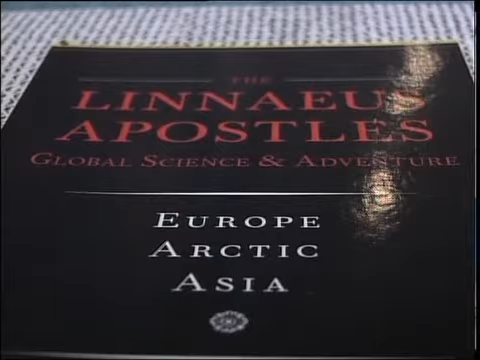 THE
LINNAEUS
APOSTLES
GLOBAL SCIENCE & ADVENTURE
EUROPE
ARCTIC
ASIA